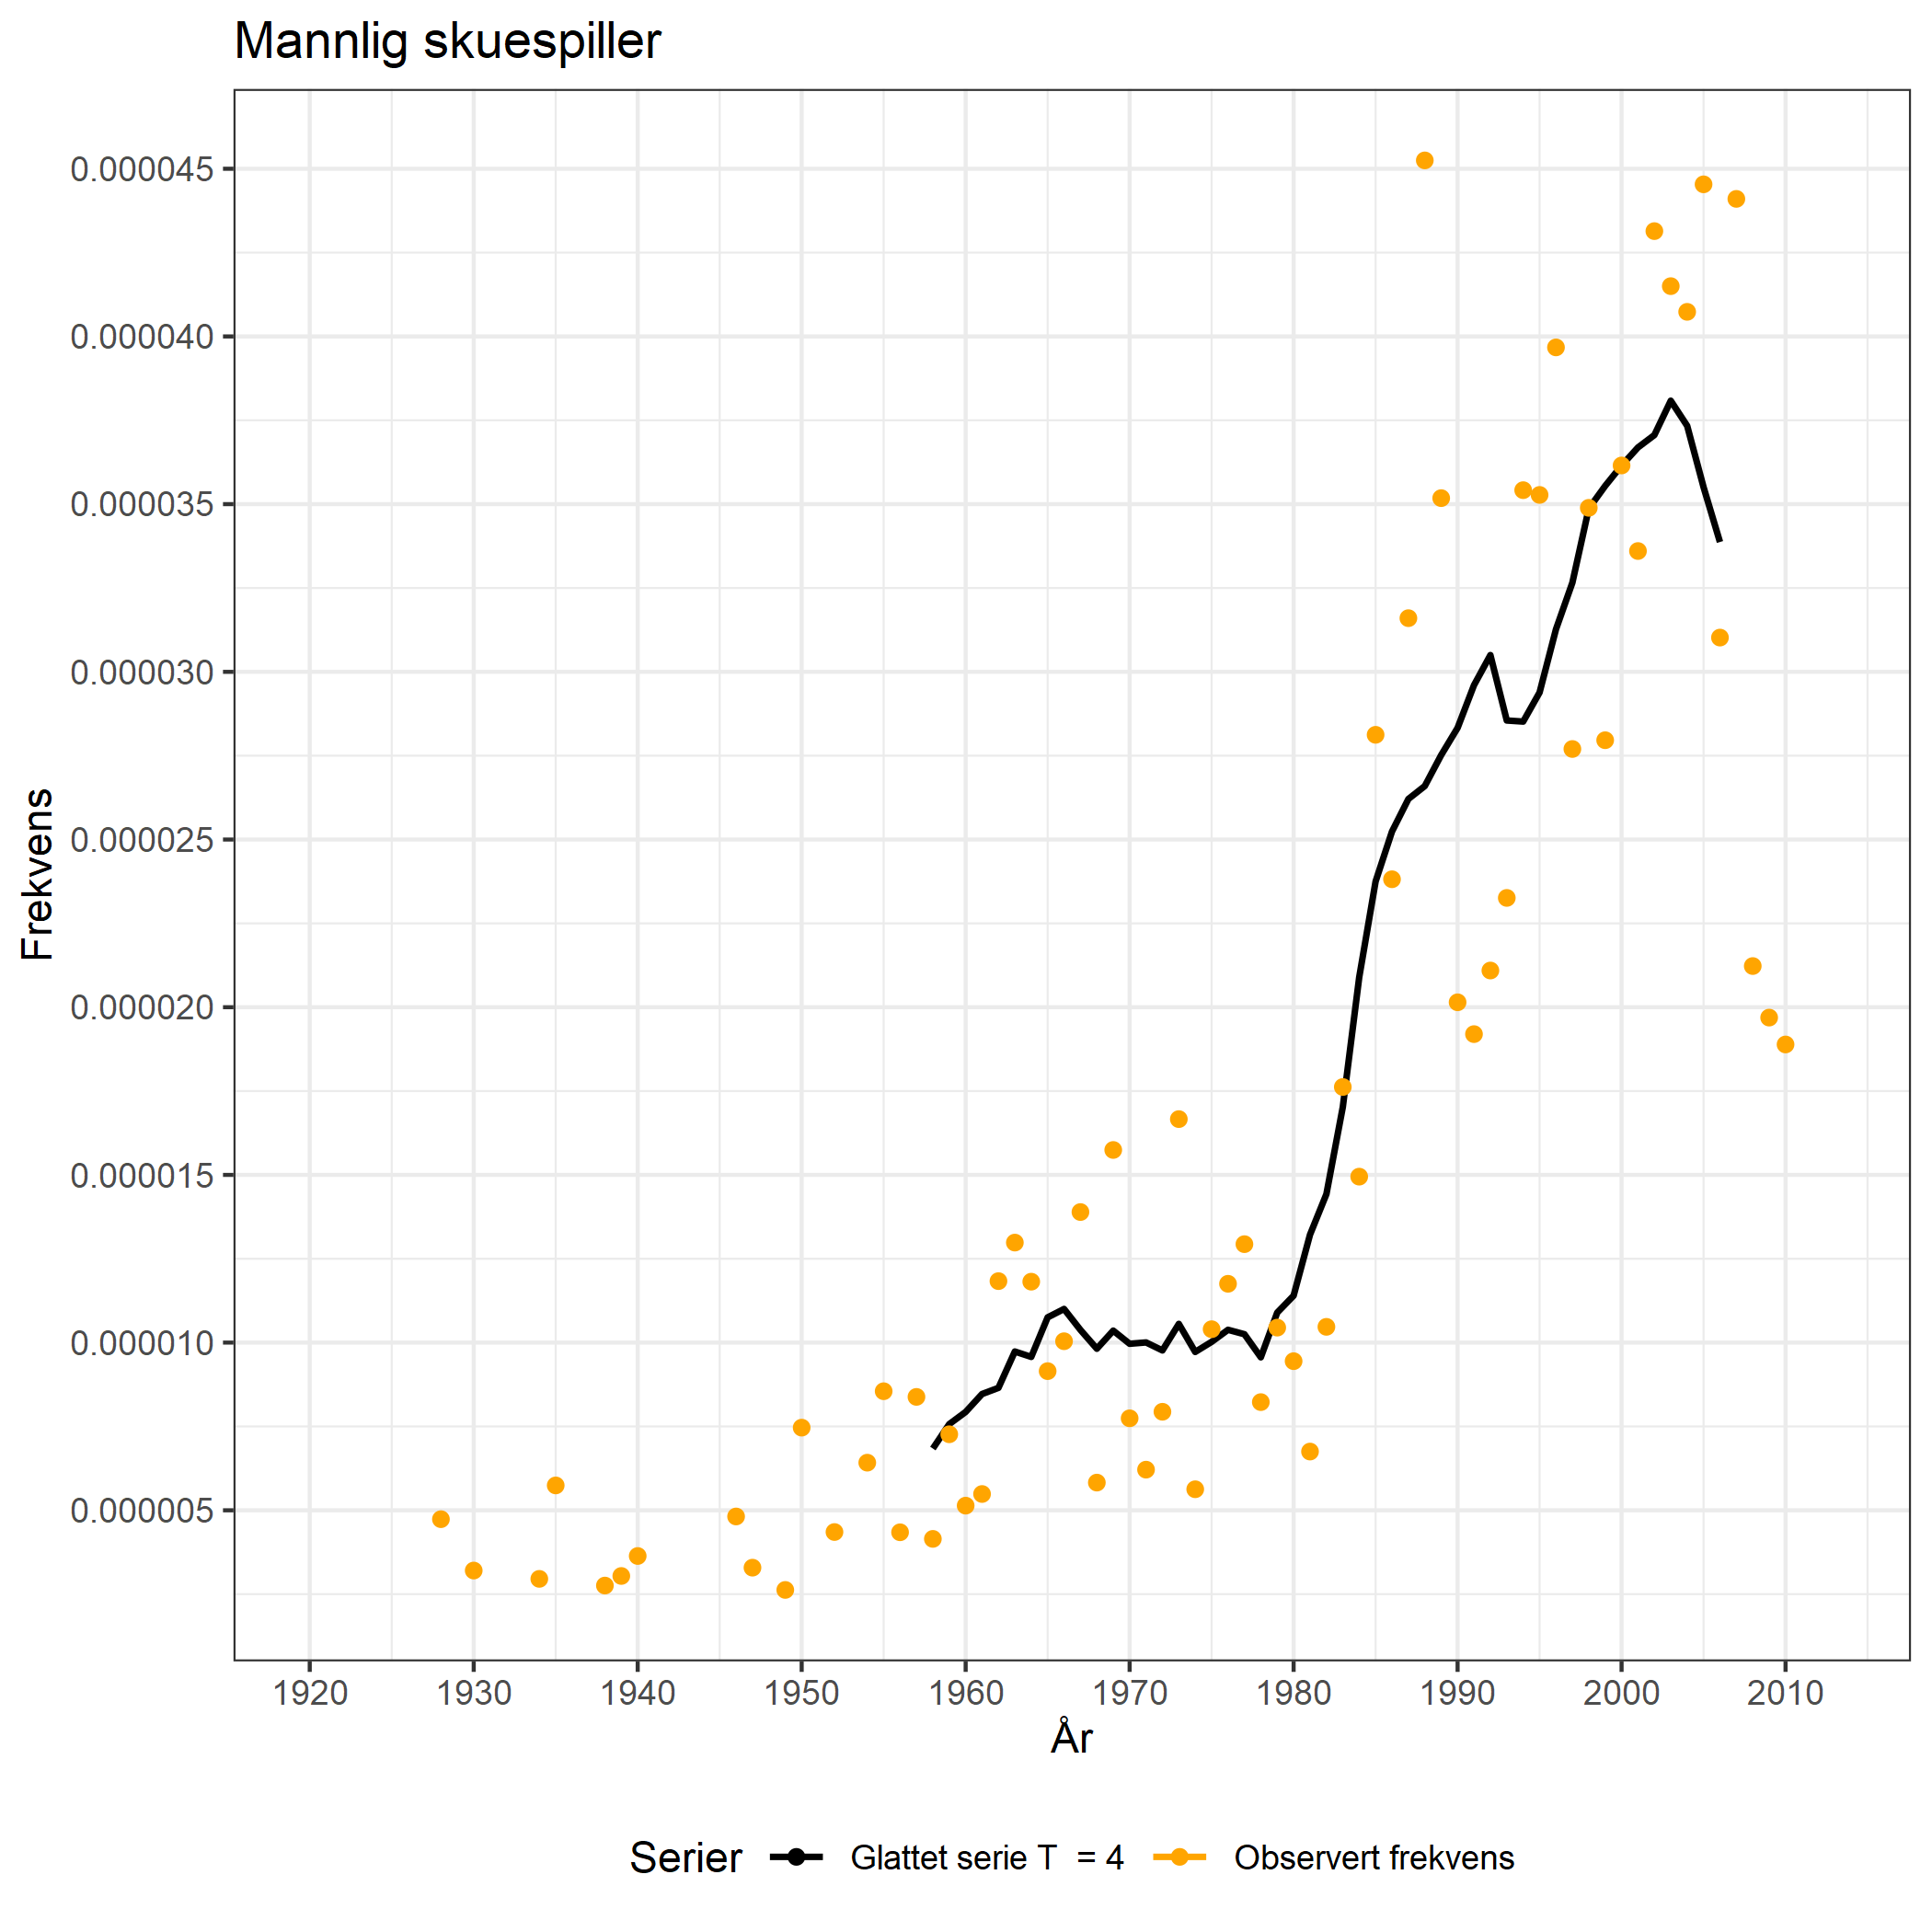 Mannlig skuespiller
0.000045
0.000040
0.000035
0.000030
0.000025
0.000020
0.000015
0.000010
0.000005
Frekvens
1920 1930 1940 1950 1960 1970 1980 1990 2000 2010
År
Serier Glattet serie T = 4 Observert frekvens